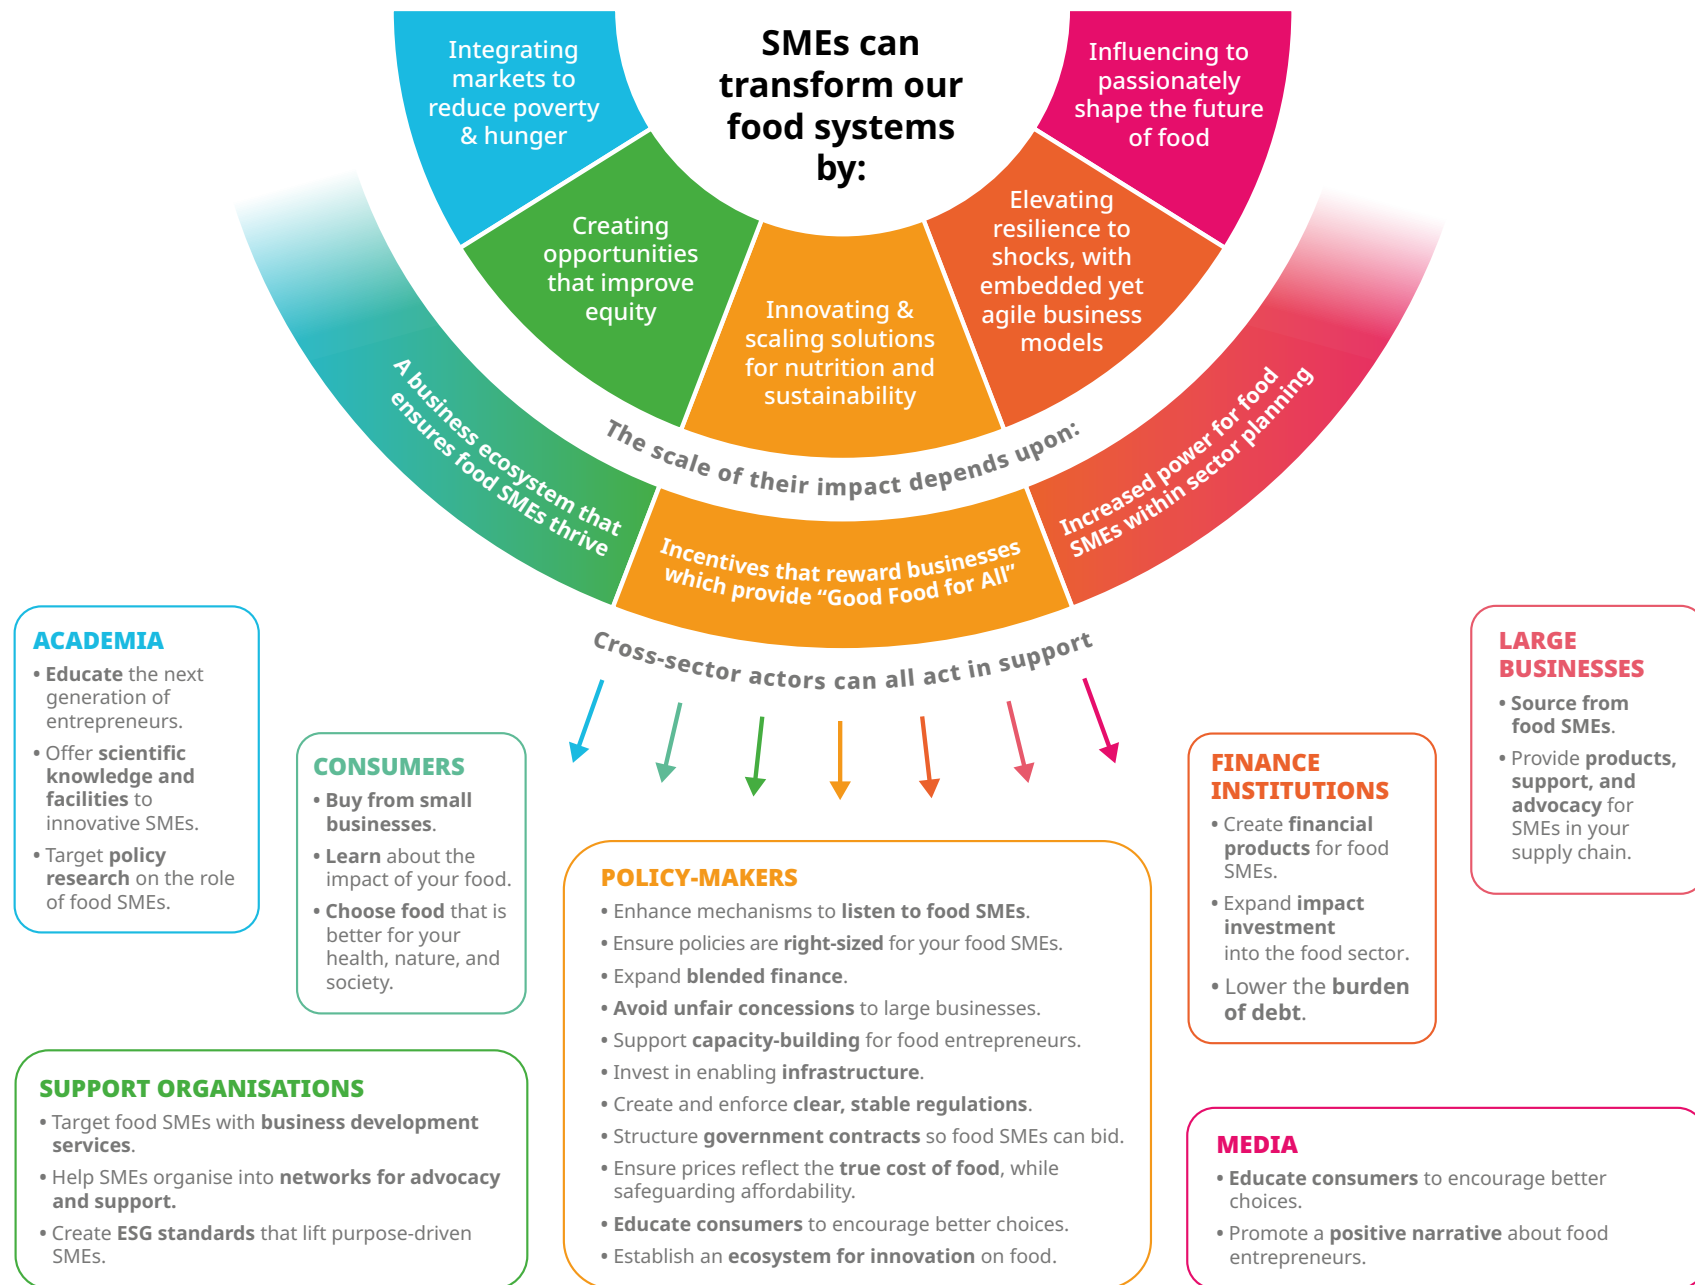 SMEs can
transform our
food systems
by:
Integrating
markets to
reduce poverty
& hunger
Creating
opportunities
that improve
equity
Innovating &
scaling solutions
for nutrition and
sustainability
Elevating
resilience to
shocks, with
embedded yet
agile business
models
Influencing to
passionately
shape the future
of food
The scale of their impact depends upon:
A business ecosystem that
ensures food SMEs thrive
Incentives that reward businesses
which provide “Good Food for All”
Increased power for food
SMEs within sector planning
Cross-sector actors can all act in support
ACADEMIA
• Educate the next
generation of
entrepreneurs.
• Offer scientific
knowledge and
facilities to
innovative SMEs.
• Target policy
research on the role
of food SMEs.
CONSUMERS
• Buy from small
businesses.
• Learn about the
impact of your food.
• Choose food that is
better for your
health, nature, and
society.
SUPPORT ORGANISATIONS
• Target food SMEs with business development
services.
• Help SMEs organise into networks for advocacy
and support.
• Create ESG standards that lift purpose-driven
SMEs.
POLICY-MAKERS
• Enhance mechanisms to listen to food SMEs.
• Ensure policies are right-sized for your food SMEs.
• Expand blended finance.
• Avoid unfair concessions to large businesses.
• Support capacity-building for food entrepreneurs.
• Invest in enabling infrastructure.
• Create and enforce clear, stable regulations.
• Structure government contracts so food SMEs can bid.
• Ensure prices reflect the true cost of food, while
safeguarding affordability.
• Educate consumers to encourage better choices.
• Establish an ecosystem for innovation on food.
FINANCE
INSTITUTIONS
• Create financial
products for food
SMEs.
• Expand impact
investment
into the food sector.
• Lower the burden
of debt.
LARGE
BUSINESSES
• Source from
food SMEs.
• Provide products,
support, and
advocacy for
SMEs in your
supply chain.
MEDIA
• Educate consumers to encourage better
choices.
• Promote a positive narrative about food
entrepreneurs.